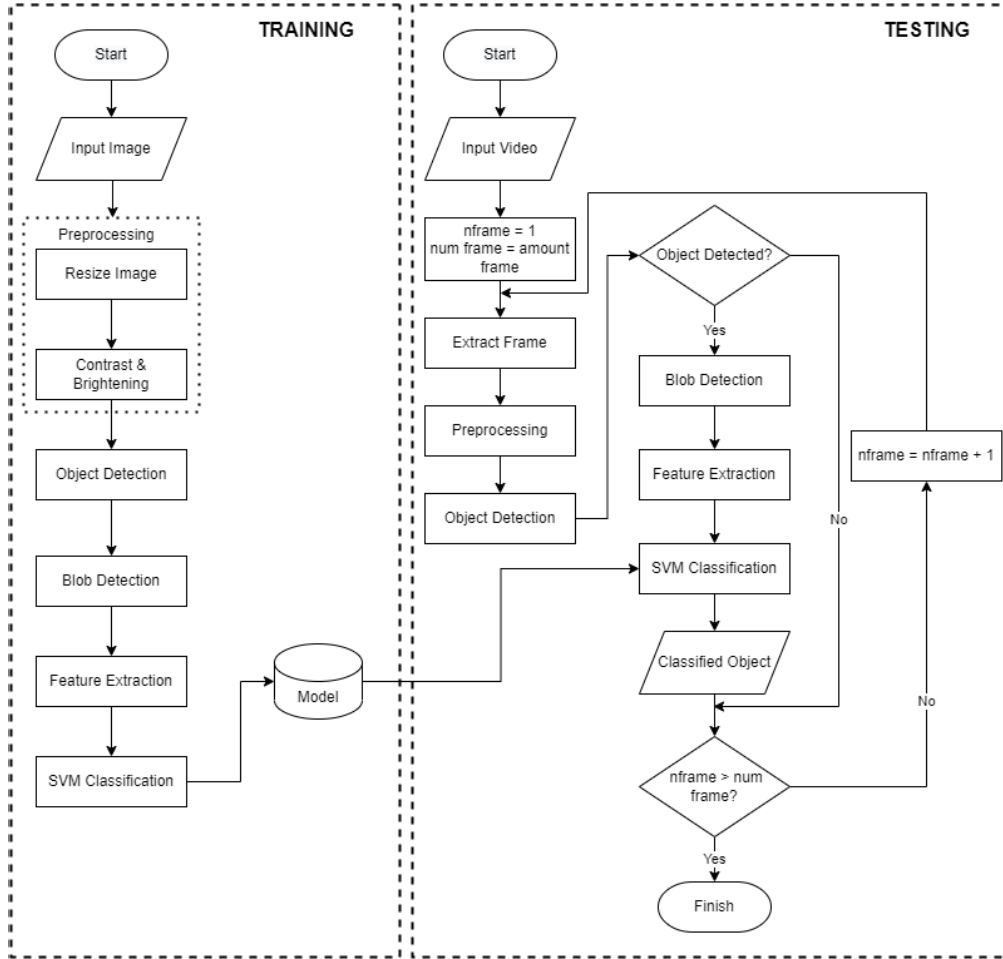 TRAINING
Start
Input Image
Preprocessing
Resize Image
Contrast &
Brightening
Object Detection
Blob Detection
Feature Extraction
SVM Classification
Model
TESTING
Start
Input Video
nframe = 1
num frame = amount
frame
Extract Frame
Preprocessing
Object Detection
Object Detected?
Yes
Blob Detection
Feature Extraction
SVM Classification
Classified Object
No
nframe > num
frame?
No
nframe = nframe + 1
Yes
Finish